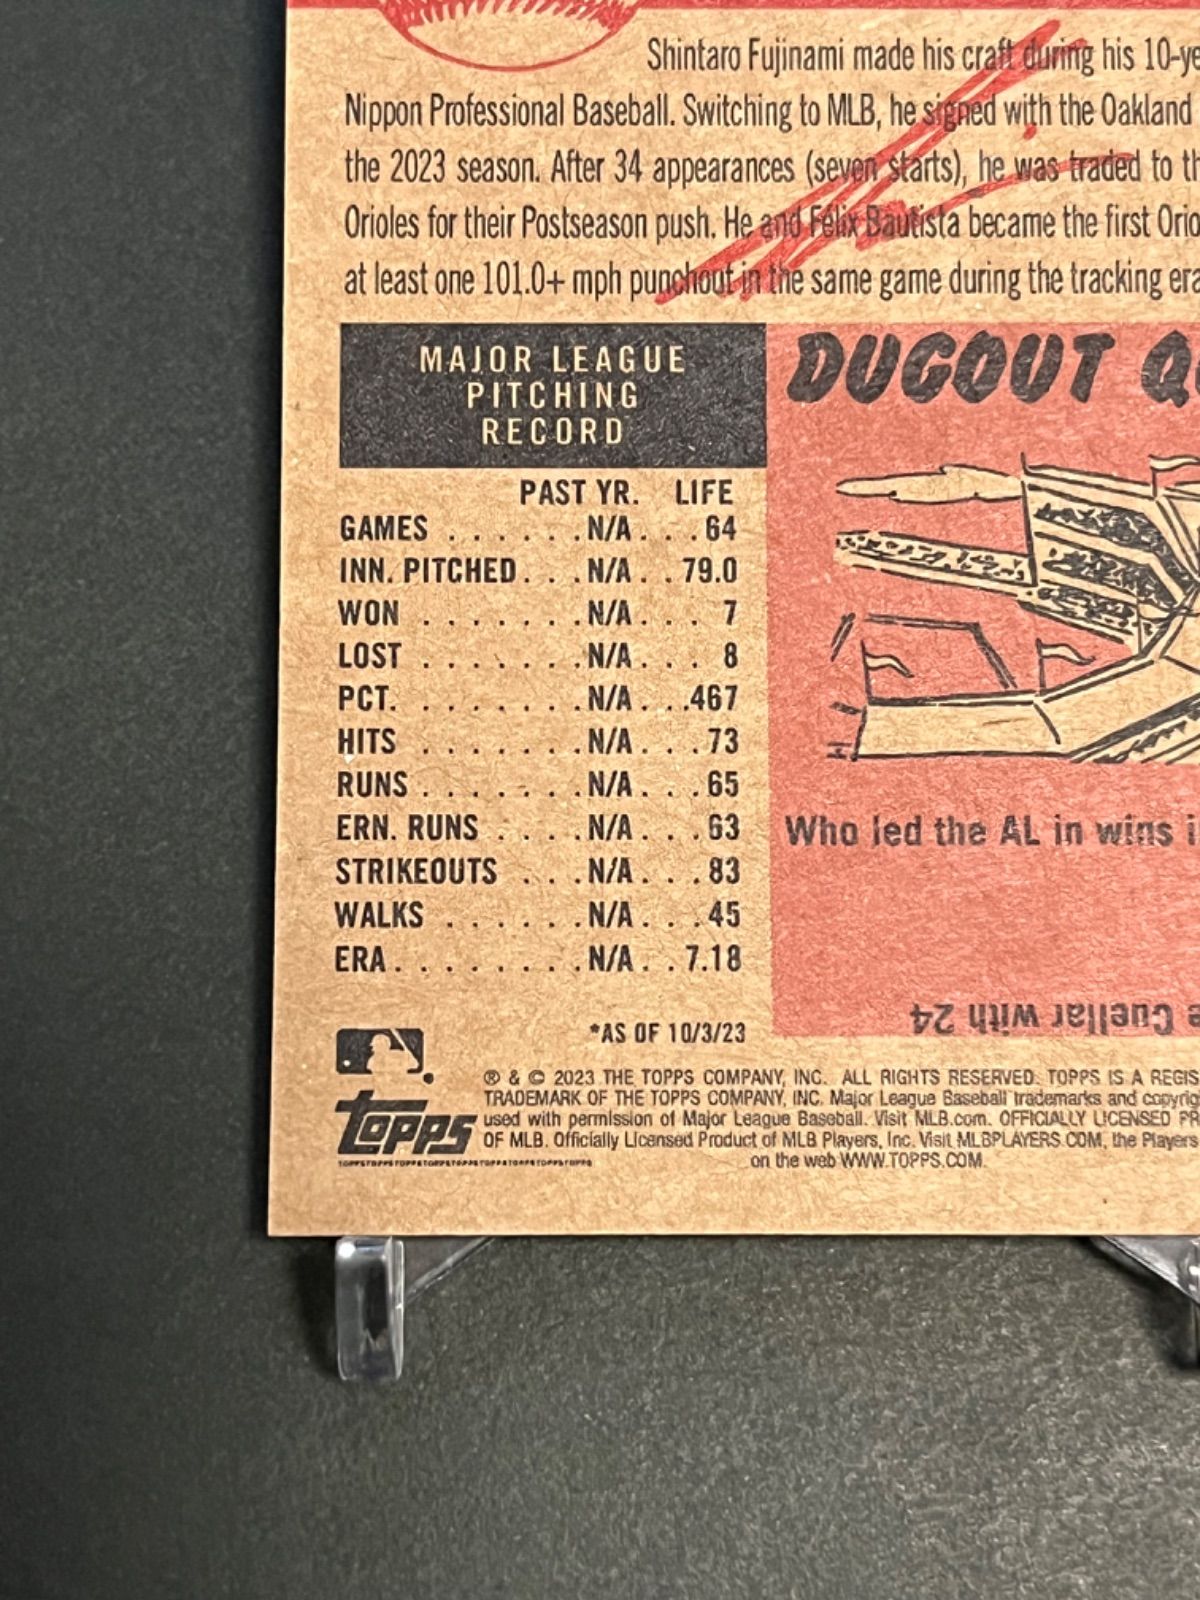 Shintaro Fujinami made his craft during his 10-ye
Nippon Professional Baseball. Switching to MLB, he signed with the Oakland
the 2023 season. After 34 appearances (seven starts), he was traded to th
Orioles for their Postseason push. He and Félix Bautista became the first Orio
at least one 101.0+ mph punchout in the same game during the tracking era
MAJOR LEAGUE
PITCHING
RECORD
PAST YR. LIFE
GAMES . . . . . . N/A . . . 64
INN. PITCHED. . . N/A . . 79.0
WON . . . . . . . N/A . . . 7
LOST . . . . . . . N/A . . . 8
PCT. . . . . . . . N/A . . .467
HITS . . . . . . . N/A . . . 73
RUNS . . . . . . . N/A . . . 65
ERN. RUNS . . . . N/A . . . 63
STRIKEOUTS . . . N/A . . . 83
WALKS . . . . . . N/A . . . 45
ERA . . . . . . . . N/A . . 7.18
*AS OF 10/3/23
DUGOUT Q
Who led the AL in wins i
e Cuellar with 24
Topps
TOPPSTOPPSTOPPSTOPPSTOPPSTOPPSTOPPSTOPPSTOPPS
® & © 2023 THE TOPPS COMPANY, INC. ALL RIGHTS RESERVED. TOPPS IS A REGIS
TRADEMARK OF THE TOPPS COMPANY, INC. Major League Baseball trademarks and copyrig
used with permission of Major League Baseball. Visit MLB.com. OFFICIALLY LICENSED PR
OF MLB. Officially Licensed Product of MLB Players, Inc. Visit MLBPLAYERS.COM, the Players
on the web WWW.TOPPS.COM.